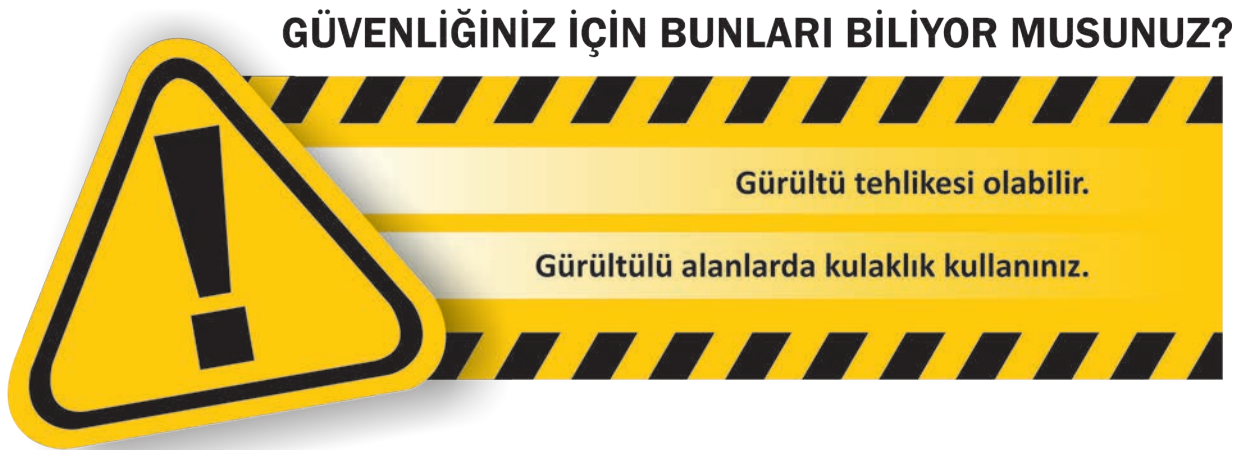 GÜVENLİĞİNİZ İÇİN BUNLARI BİLİYOR MUSUNUZ?
Gürültü tehlikesi olabilir.
Gürültülü alanlarda kulaklık kullanınız.